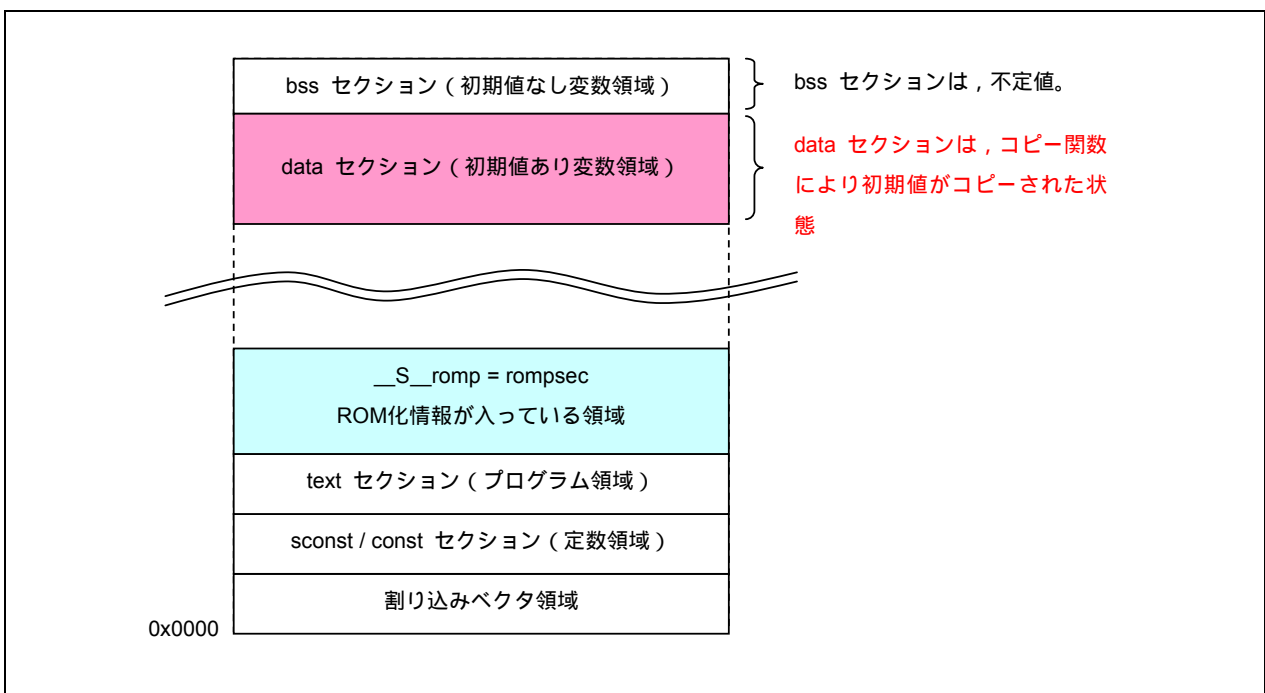 bss セクション ( 初期値なし変数領域 )
bss セクションは , 不定値。
data セクション ( 初期値あり変数領域 )
data セクションは , コピー関数
により初期値がコピーされた状
態
__S__romp = rompsec
ROM化情報が入っている領域
text セクション ( プログラム領域 )
sconst / const セクション ( 定数領域 )
割り込みベクタ領域
0x0000